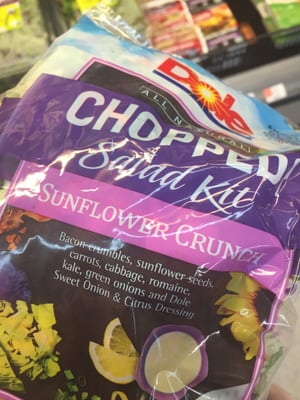 Dole
ALL NATURAL!
CHOPPED!
Salad Kit
SUNFLOWER CRUNCH
Bacon crumbles, sunflower seeds,
carrots, cabbage, romaine,
kale, green onions and Dole
Sweet Onion & Citrus Dressing